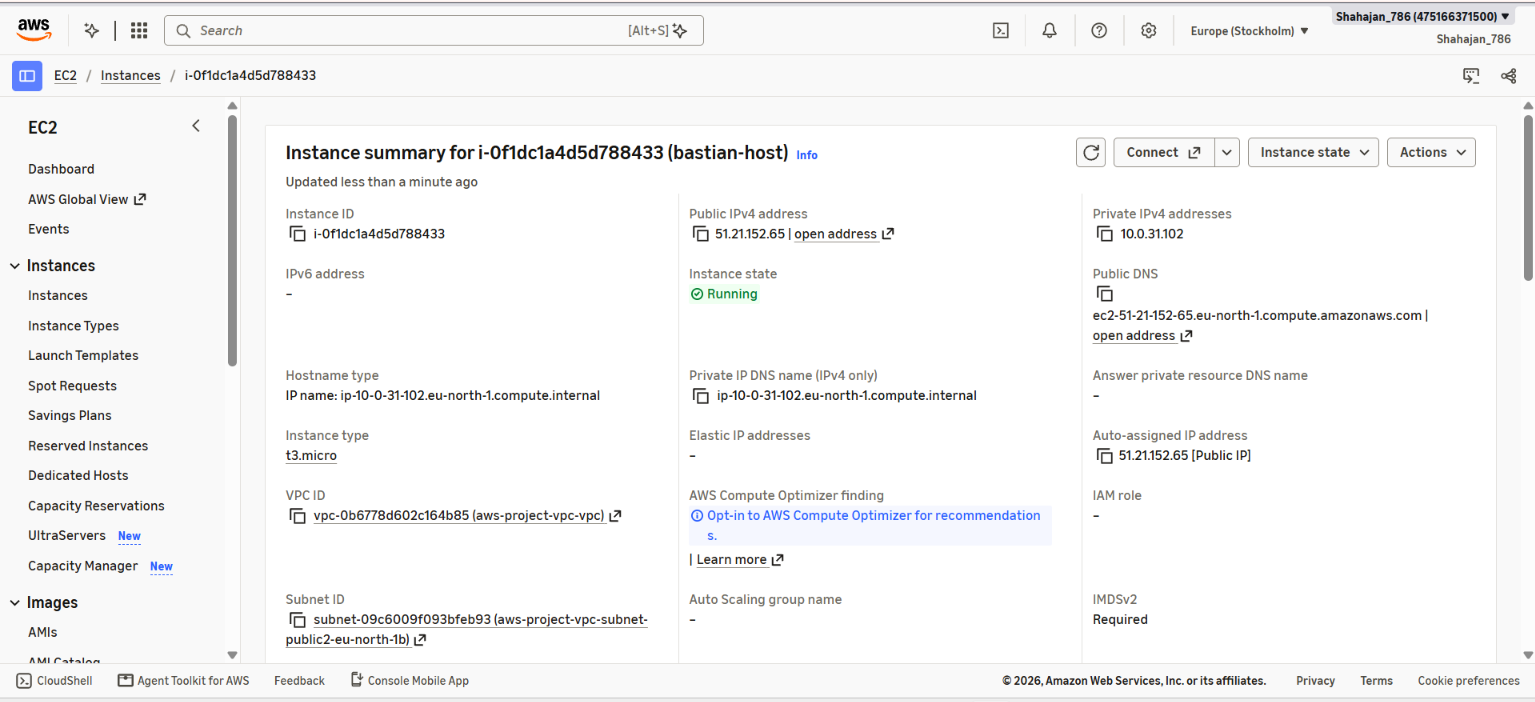 aws
Search [Alt+S]
Europe (Stockholm) ▼
Shahajan_786 (475166371500) ▼
Shahajan_786
EC2 / Instances / i-0f1dc1a4d5d788433
EC2
Dashboard
AWS Global View
Events
Instances
Instances
Instance Types
Launch Templates
Spot Requests
Savings Plans
Reserved Instances
Dedicated Hosts
Capacity Reservations
UltraServers New
Capacity Manager New
Images
AMIs
AMI Catalog
Instance summary for i-0f1dc1a4d5d788433 (bastian-host) Info
Connect
Instance state
Actions
Updated less than a minute ago
Instance ID
i-0f1dc1a4d5d788433
Public IPv4 address
51.21.152.65 | open address
Private IPv4 addresses
10.0.31.102
IPv6 address
–
Instance state
Running
Public DNS
ec2-51-21-152-65.eu-north-1.compute.amazonaws.com |
open address
Hostname type
IP name: ip-10-0-31-102.eu-north-1.compute.internal
Private IP DNS name (IPv4 only)
ip-10-0-31-102.eu-north-1.compute.internal
Answer private resource DNS name
–
Instance type
t3.micro
Elastic IP addresses
–
Auto-assigned IP address
51.21.152.65 [Public IP]
VPC ID
vpc-0b6778d602c164b85 (aws-project-vpc-vpc)
AWS Compute Optimizer finding
Opt-in to AWS Compute Optimizer for recommendation
s.
| Learn more
IAM role
–
Subnet ID
subnet-09c6009f093bfeb93 (aws-project-vpc-subnet-
public2-eu-north-1b)
Auto Scaling group name
–
IMDSv2
Required
CloudShell
Agent Toolkit for AWS
Feedback
Console Mobile App
© 2026, Amazon Web Services, Inc. or its affiliates.
Privacy
Terms
Cookie preferences